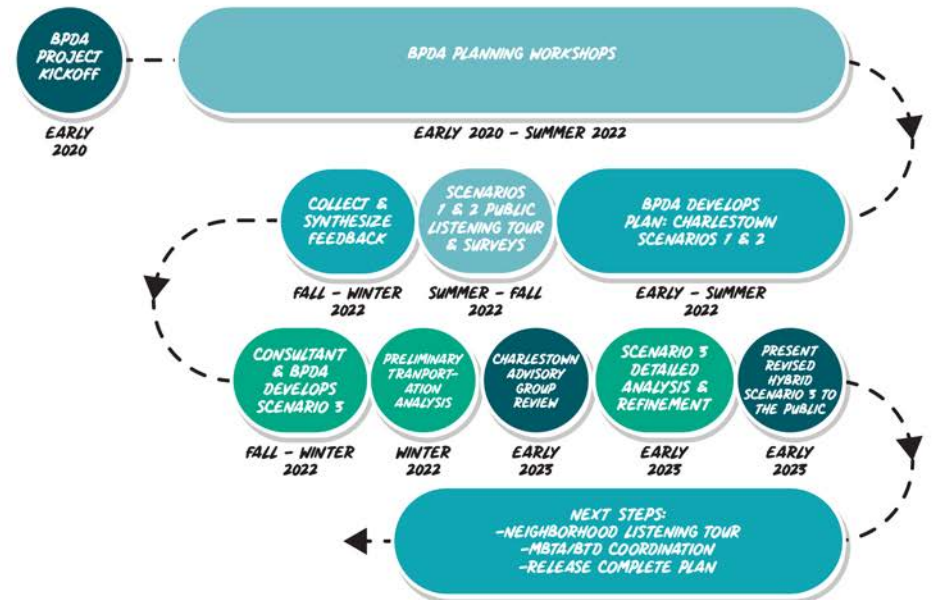 BPDA
PROJECT
KICKOFF
EARLY
2020
BPDA PLANNING WORKSHOPS
EARLY 2020 - SUMMER 2022
BPDA DEVELOPS
PLAN: CHARLESTOWN
SCENARIOS 1 & 2
EARLY - SUMMER
2022
SCENARIOS
1 & 2 PUBLIC
LISTENING TOUR
& SURVEYS
SUMMER - FALL
2022
COLLECT &
SYNTHESIZE
FEEDBACK
FALL - WINTER
2022
CONSULTANT
& BPDA
DEVELOPS
SCENARIO 3
FALL - WINTER
2022
PRELIMINARY
TRANPORT-
ATION
ANALYSIS
WINTER
2022
CHARLESTOWN
ADVISORY
GROUP
REVIEW
EARLY
2023
SCENARIO 3
DETAILED
ANALYSIS &
REFINEMENT
EARLY
2023
PRESENT
REVISED
HYBRID
SCENARIO 3 TO
THE PUBLIC
EARLY
2023
NEXT STEPS:
-NEIGHBORHOOD LISTENING TOUR
-MBTA/BTD COORDINATION
-RELEASE COMPLETE PLAN